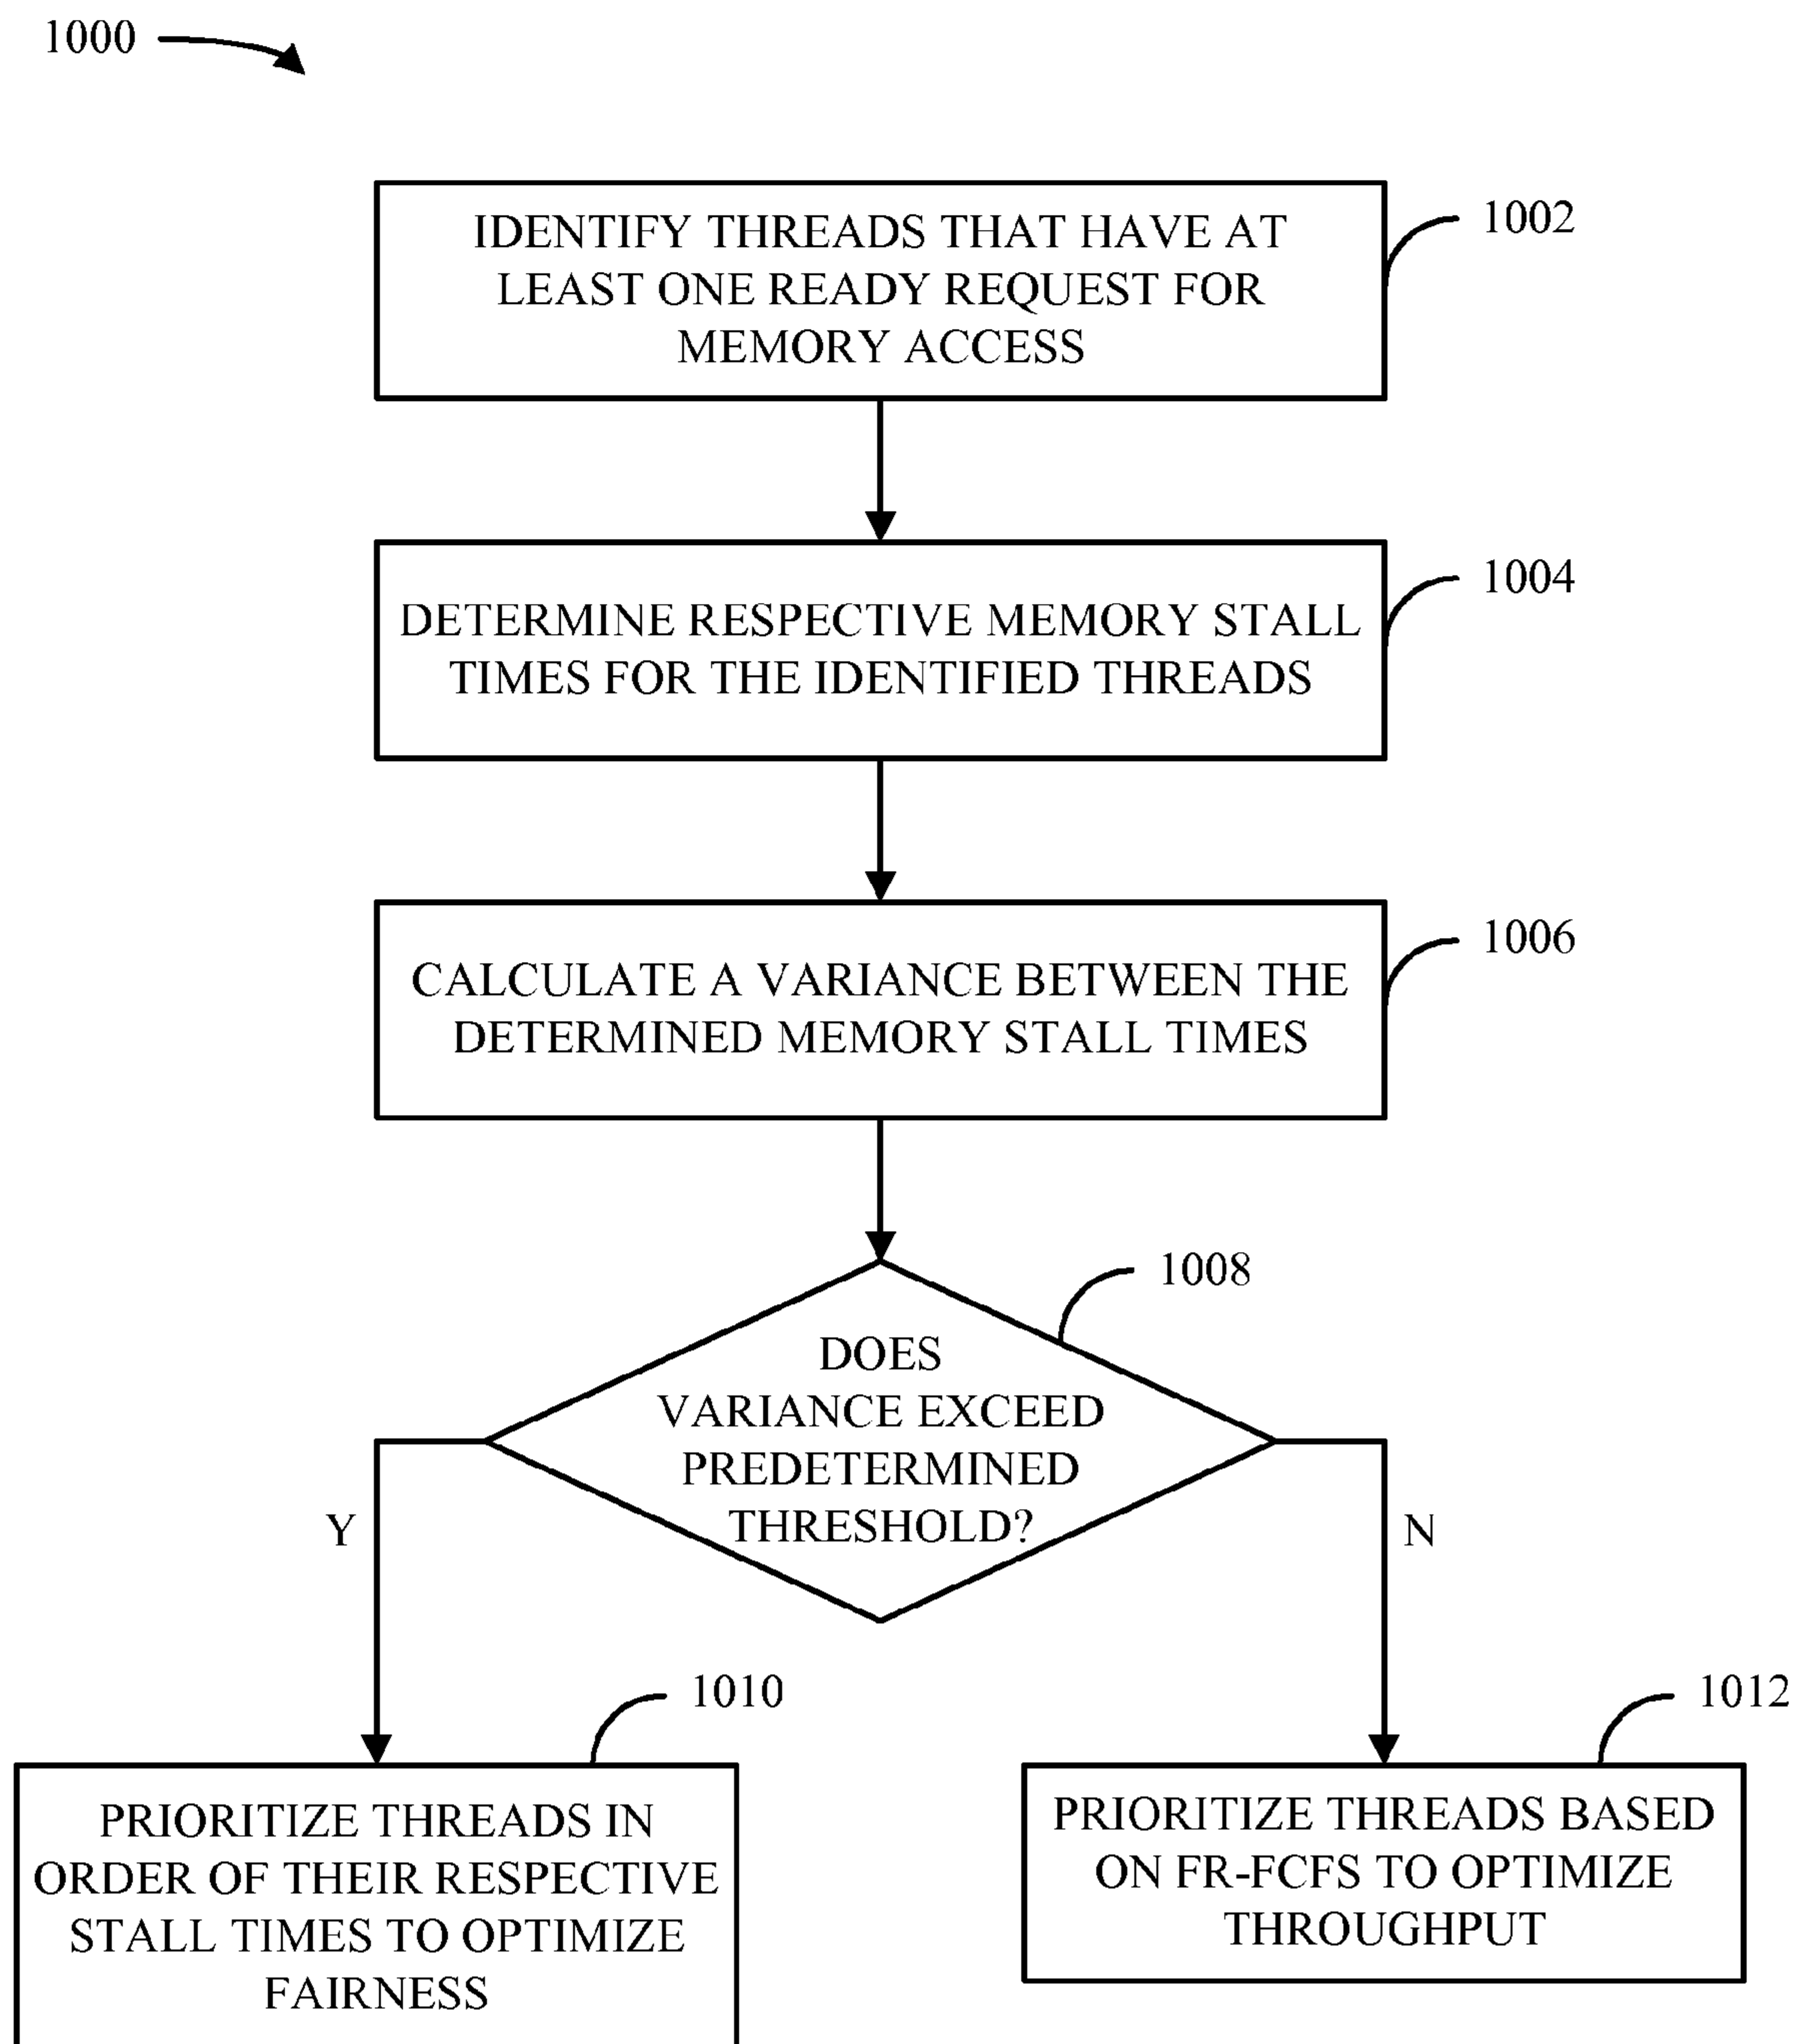 1000
IDENTIFY THREADS THAT HAVE AT
LEAST ONE READY REQUEST FOR
MEMORY ACCESS
1002
DETERMINE RESPECTIVE MEMORY STALL
TIMES FOR THE IDENTIFIED THREADS
1004
CALCULATE A VARIANCE BETWEEN THE
DETERMINED MEMORY STALL TIMES
1006
DOES
VARIANCE EXCEED
PREDETERMINED
THRESHOLD?
1008
Y
N
PRIORITIZE THREADS IN
ORDER OF THEIR RESPECTIVE
STALL TIMES TO OPTIMIZE
FAIRNESS
1010
PRIORITIZE THREADS BASED
ON FR-FCFS TO OPTIMIZE
THROUGHPUT
1012